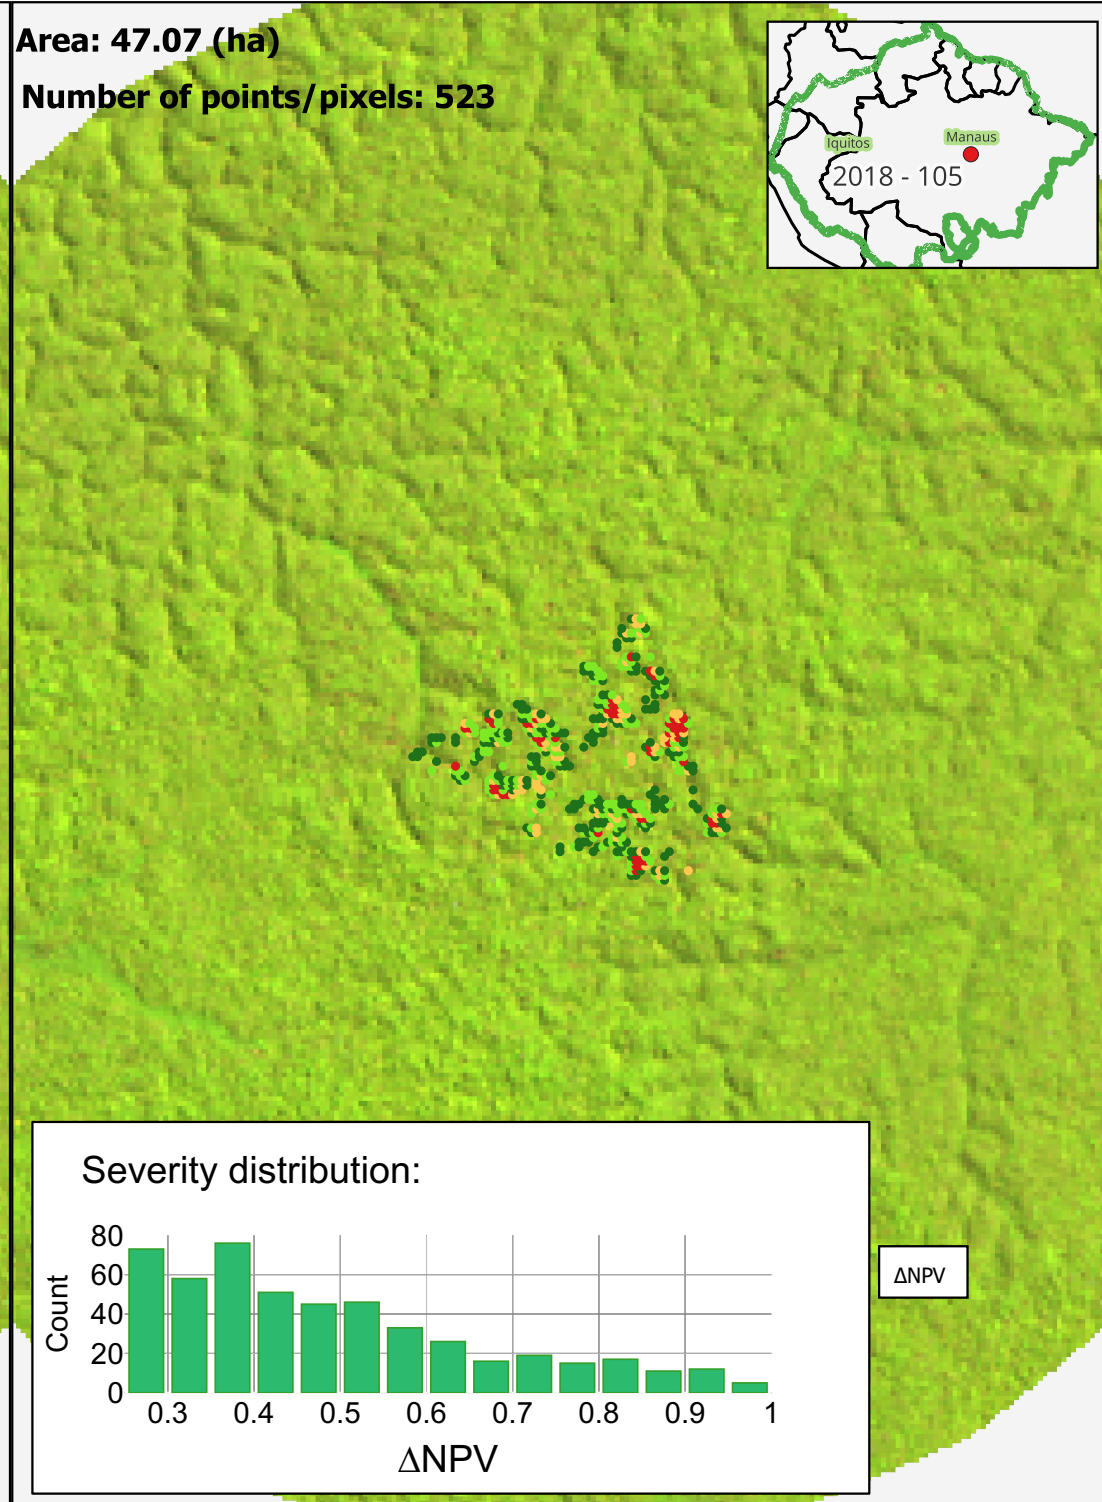 Area: 47.07 (ha)
Number of points/pixels: 523
Iquitos
Manaus
2018 - 105
Severity distribution:
80
60
40
20
0
Count
0.3 0.4 0.5 0.6 0.7 0.8 0.9 1
ΔNPV
ΔNPV